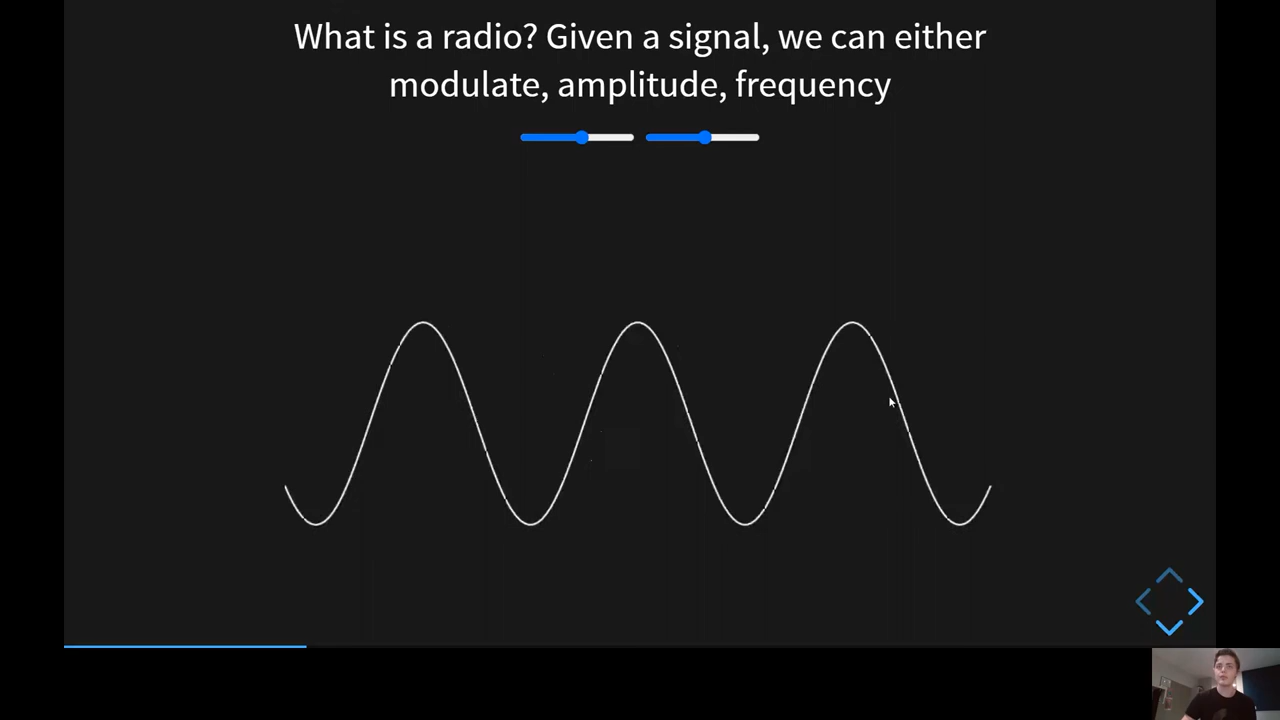 What is a radio? Given a signal, we can either
modulate, amplitude, frequency